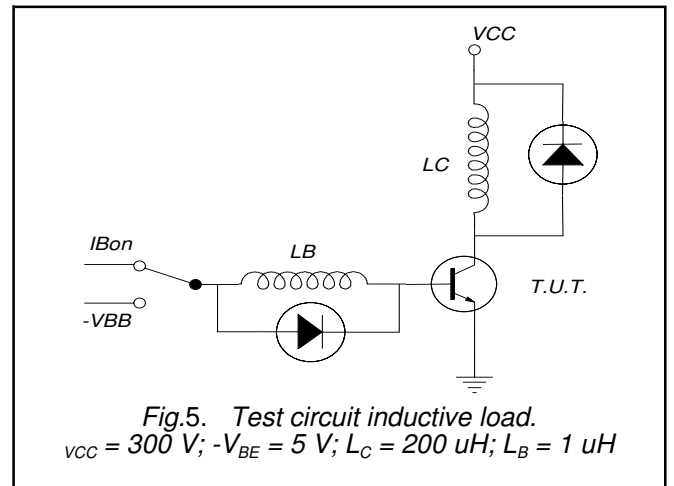 VCC
LC
IBon
LB
-VBB
T.U.T.
Fig.5. Test circuit inductive load.
VCC = 300 V; -VBE = 5 V; LC = 200 uH; LB = 1 uH